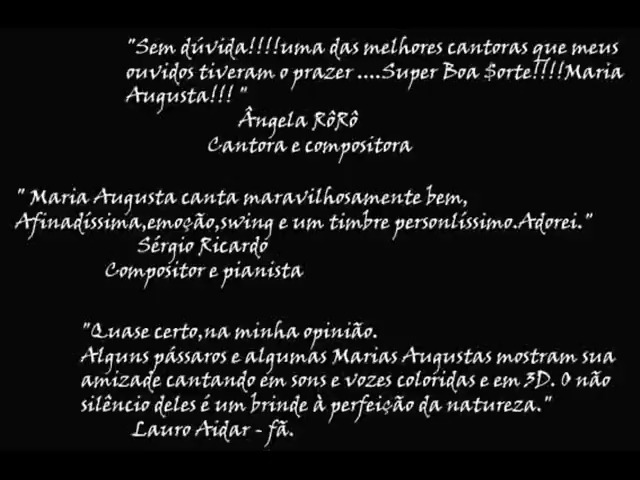 "Sem dúvida!!!!uma das melhores cantoras que meus
ouvidos tiveram o prazer ....Super Boa Sorte!!!!Maria
Augusta!!! "
Ângela RôRô
Cantora e compositora
" Maria Augusta canta maravilhosamente bem,
Afinadíssima,emoção,swing e um timbre personlíssimo.Adorei."
Sérgio Ricardo
Compositor e pianista
"Quase certo,na minha opinião.
Alguns pássaros e algumas Marias Augustas mostram sua
amizade cantando em sons e vozes coloridas e em 3D. O não
silêncio deles é um brinde à perfeição da natureza."
Lauro Aidar - fã.